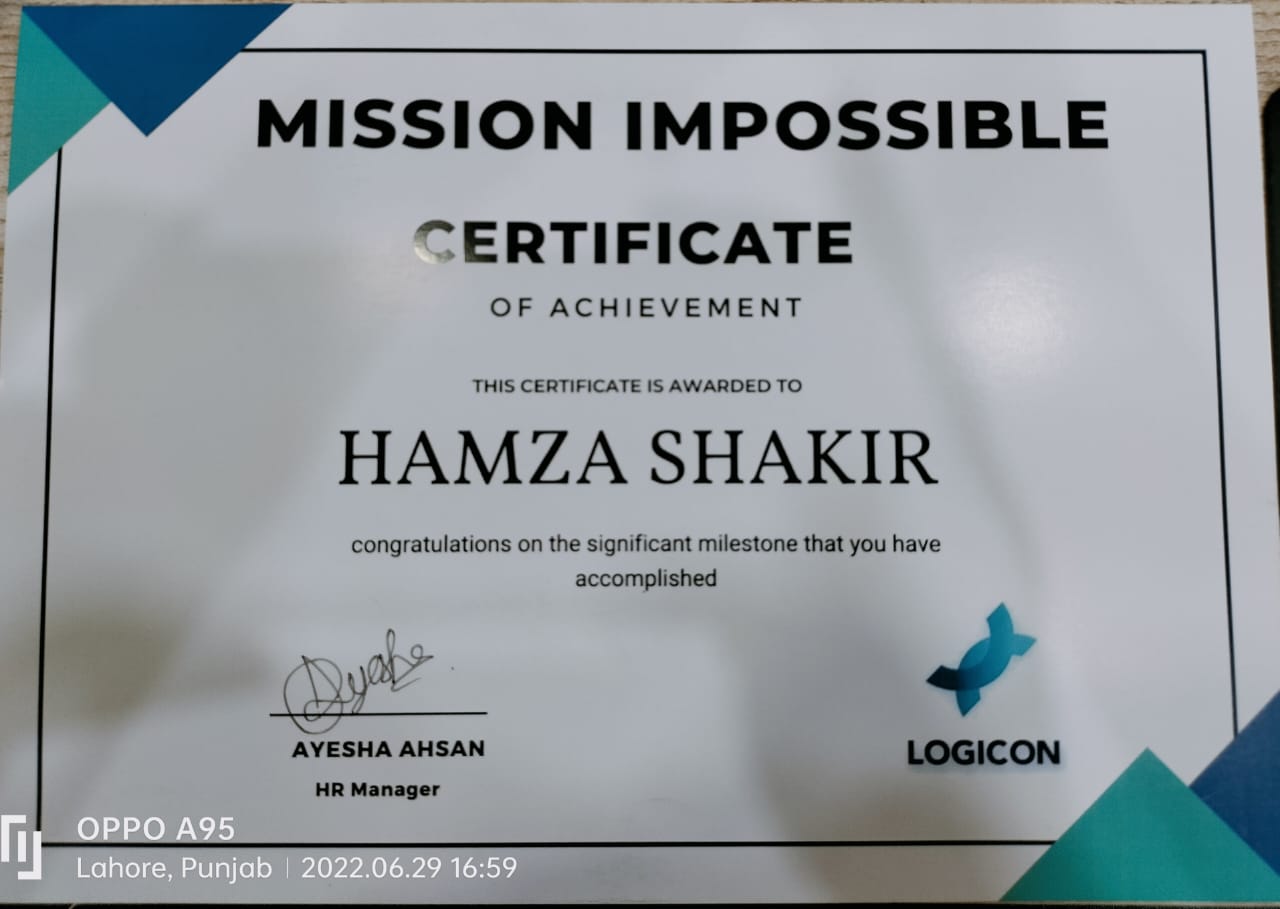 MISSION IMPOSSIBLE
CERTIFICATE
OF ACHIEVEMENT
THIS CERTIFICATE IS AWARDED TO
HAMZA SHAKIR
congratulations on the significant milestone that you have
accomplished
Ayesha
AYESHA AHSAN
HR Manager
LOGICON
OPPO A95
Lahore, Punjab | 2022.06.29 16:59